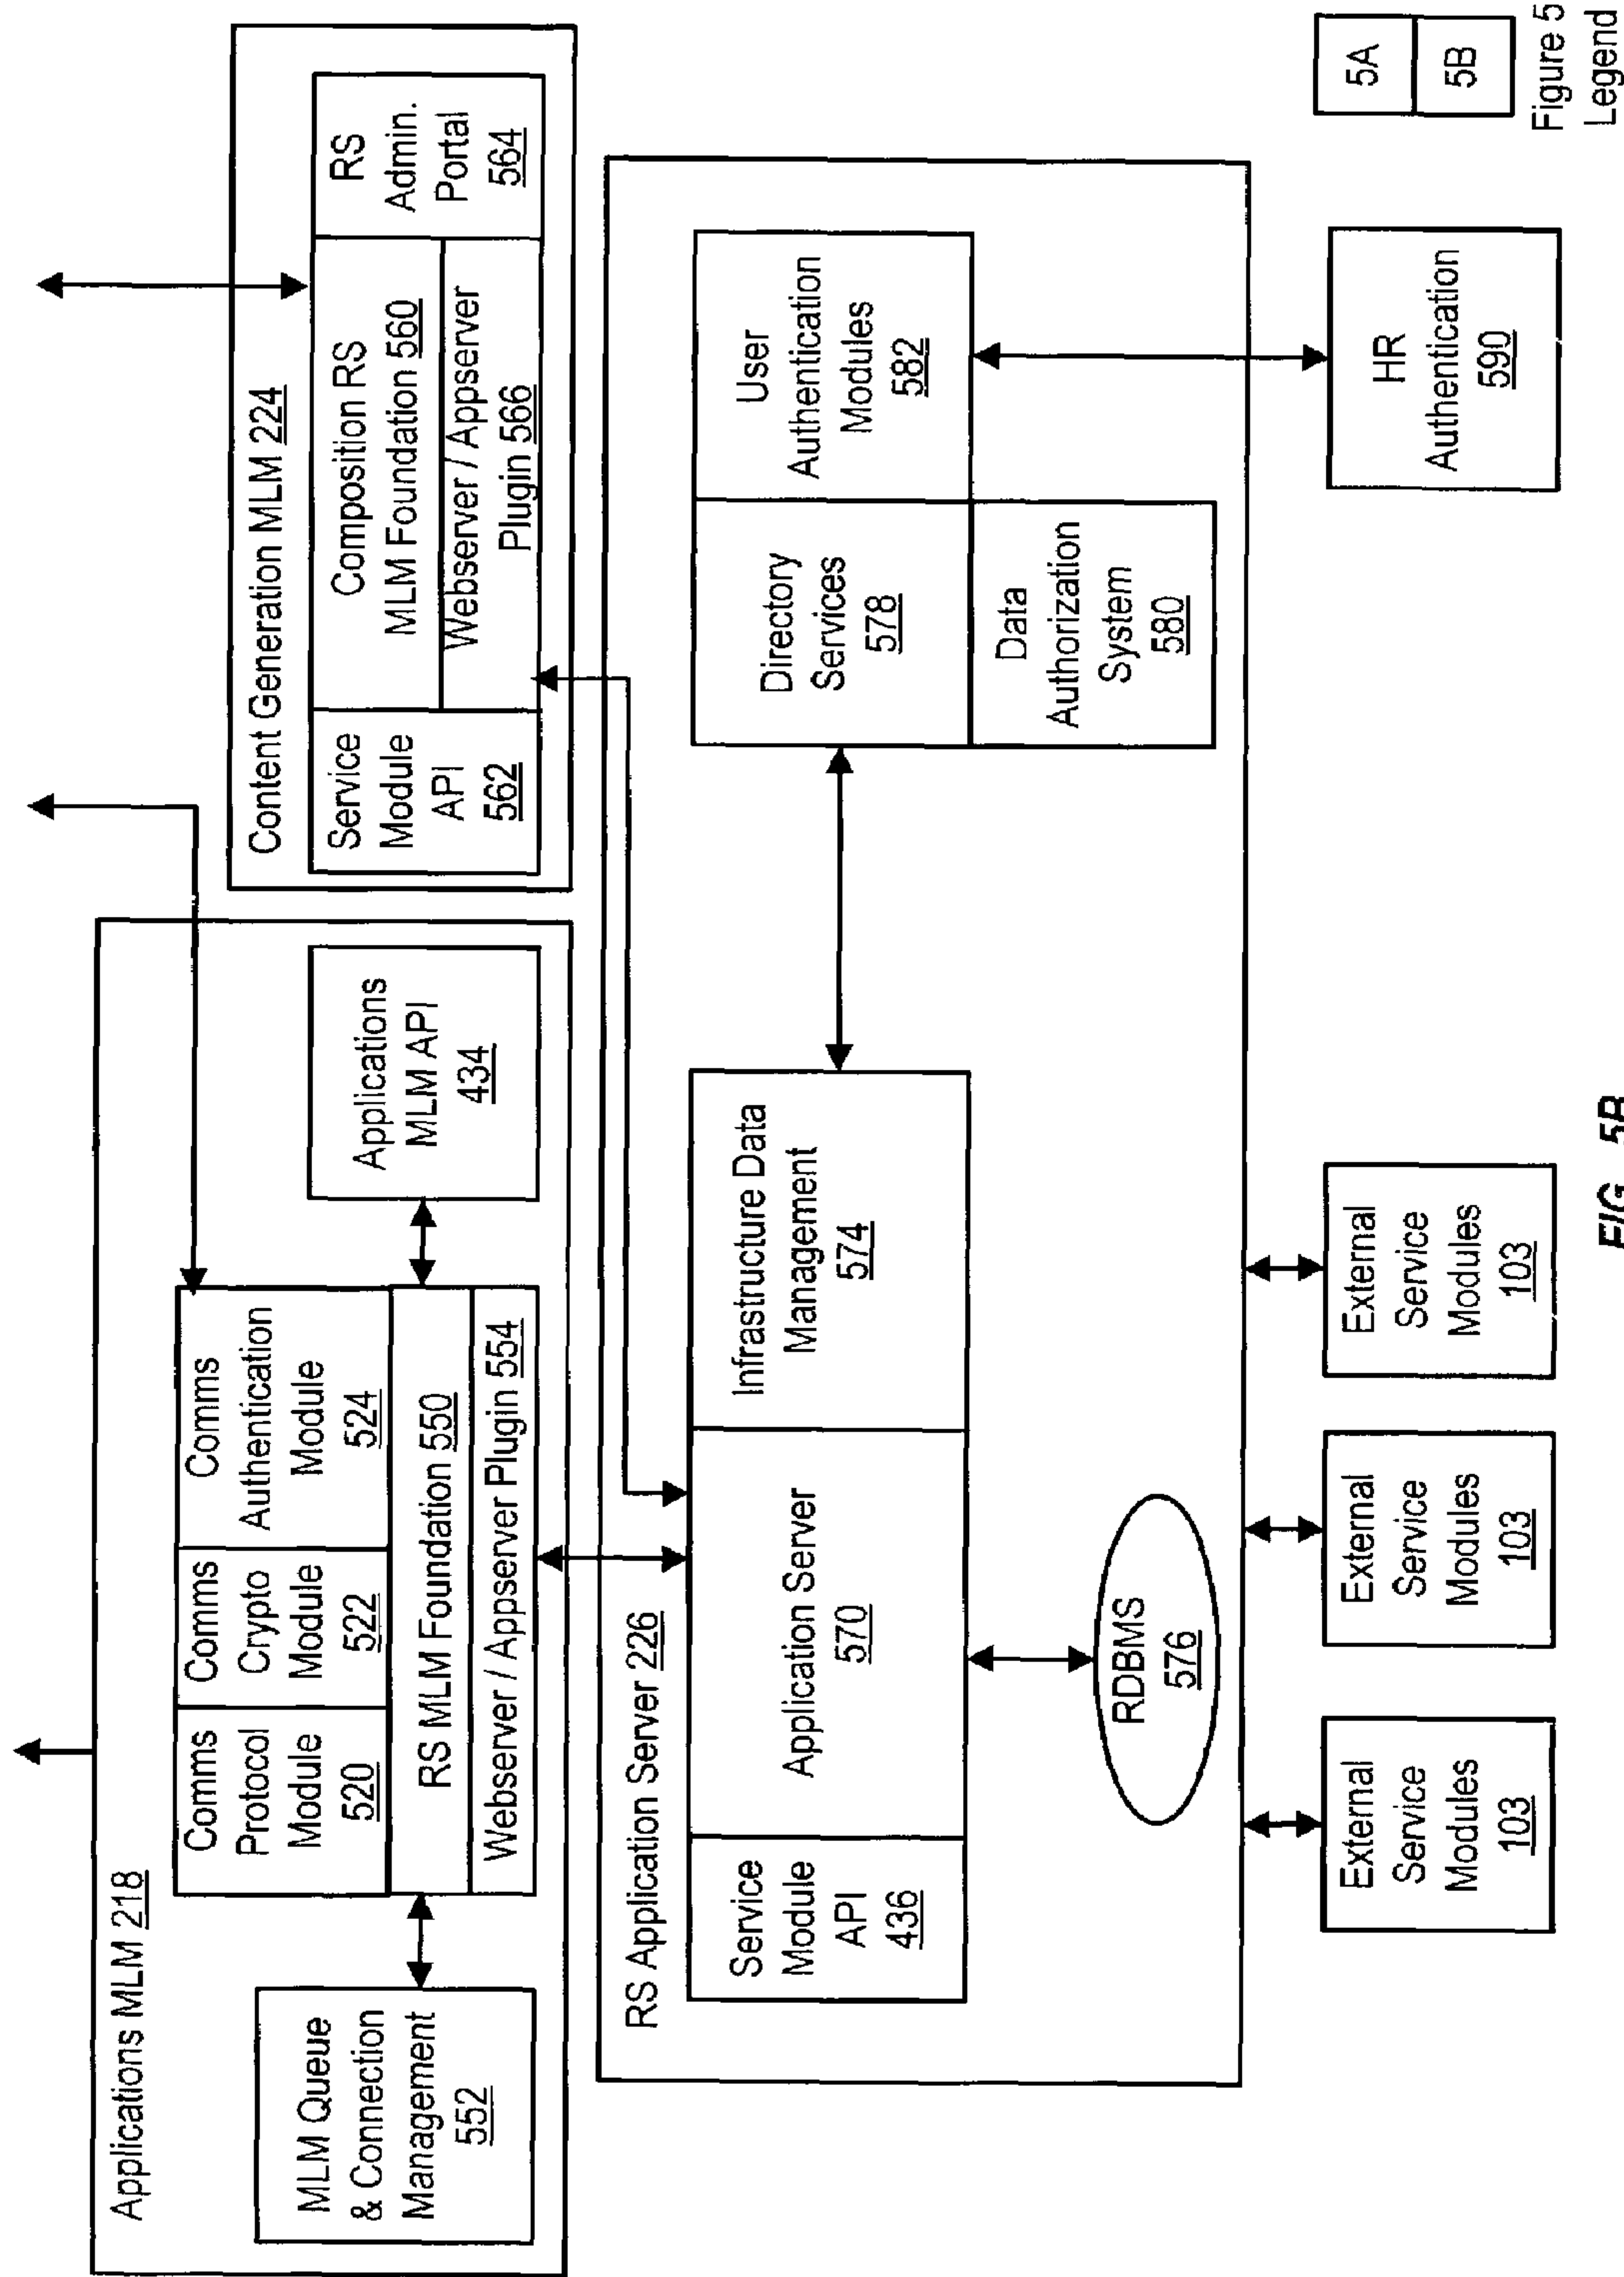 Applications MLM 218
MLM Queue
& Connection
Management
552
Comms
Protocol
Module
520
Comms
Crypto
Module
522
Comms
Authentication
Module
524
RS MLM Foundation 550
Webserver / Appserver Plugin 554
Applications
MLM API
434
Content Generation MLM 224
Service
Module
API
562
Composition RS
MLM Foundation 560
Webserver / Appserver
Plugin 566
RS
Admin.
Portal
564
RS Application Server 226
Service
Module
API
436
Application Server
570
Infrastructure Data
Management
574
RDBMS
576
Directory
Services
578
User
Authentication
Modules
582
Data
Authorization
System
580
External
Service
Modules
103
External
Service
Modules
103
External
Service
Modules
103
HR
Authentication
590
5A
5B
Figure 5
Legend
FIG. 5B